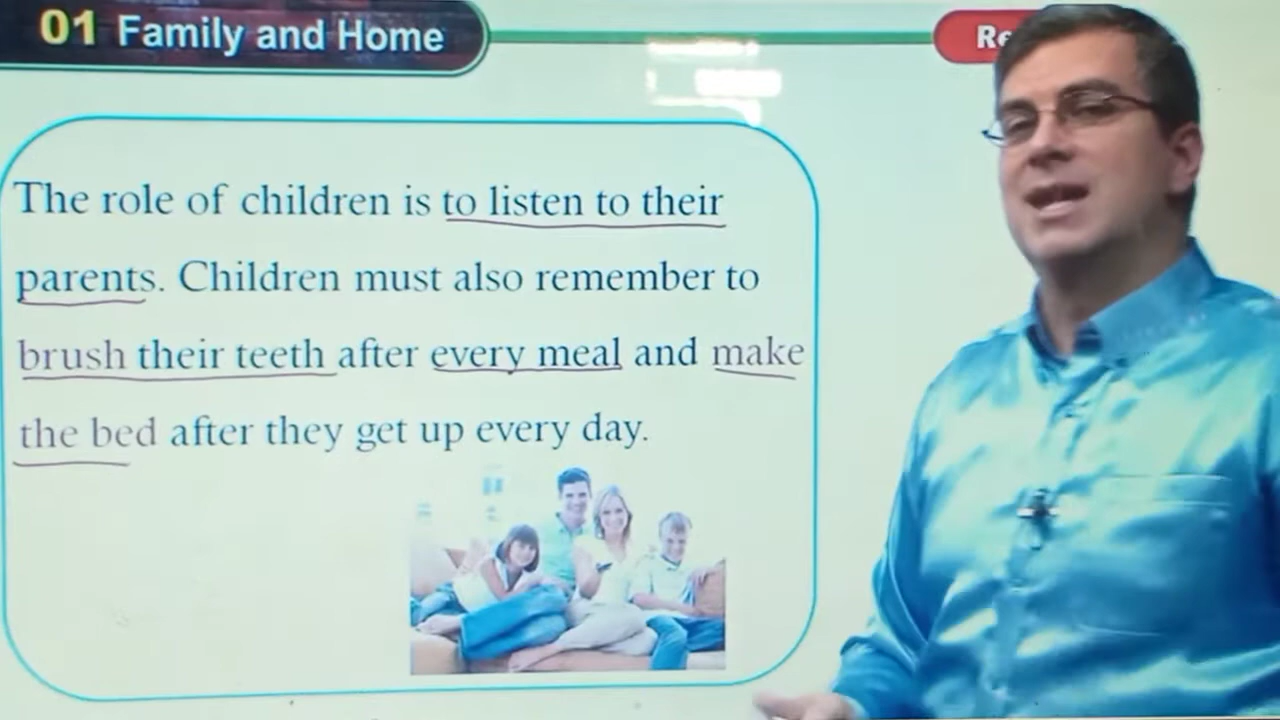 01 Family and Home
The role of children is to listen to their
parents. Children must also remember to
brush their teeth after every meal and make
the bed after they get up every day.